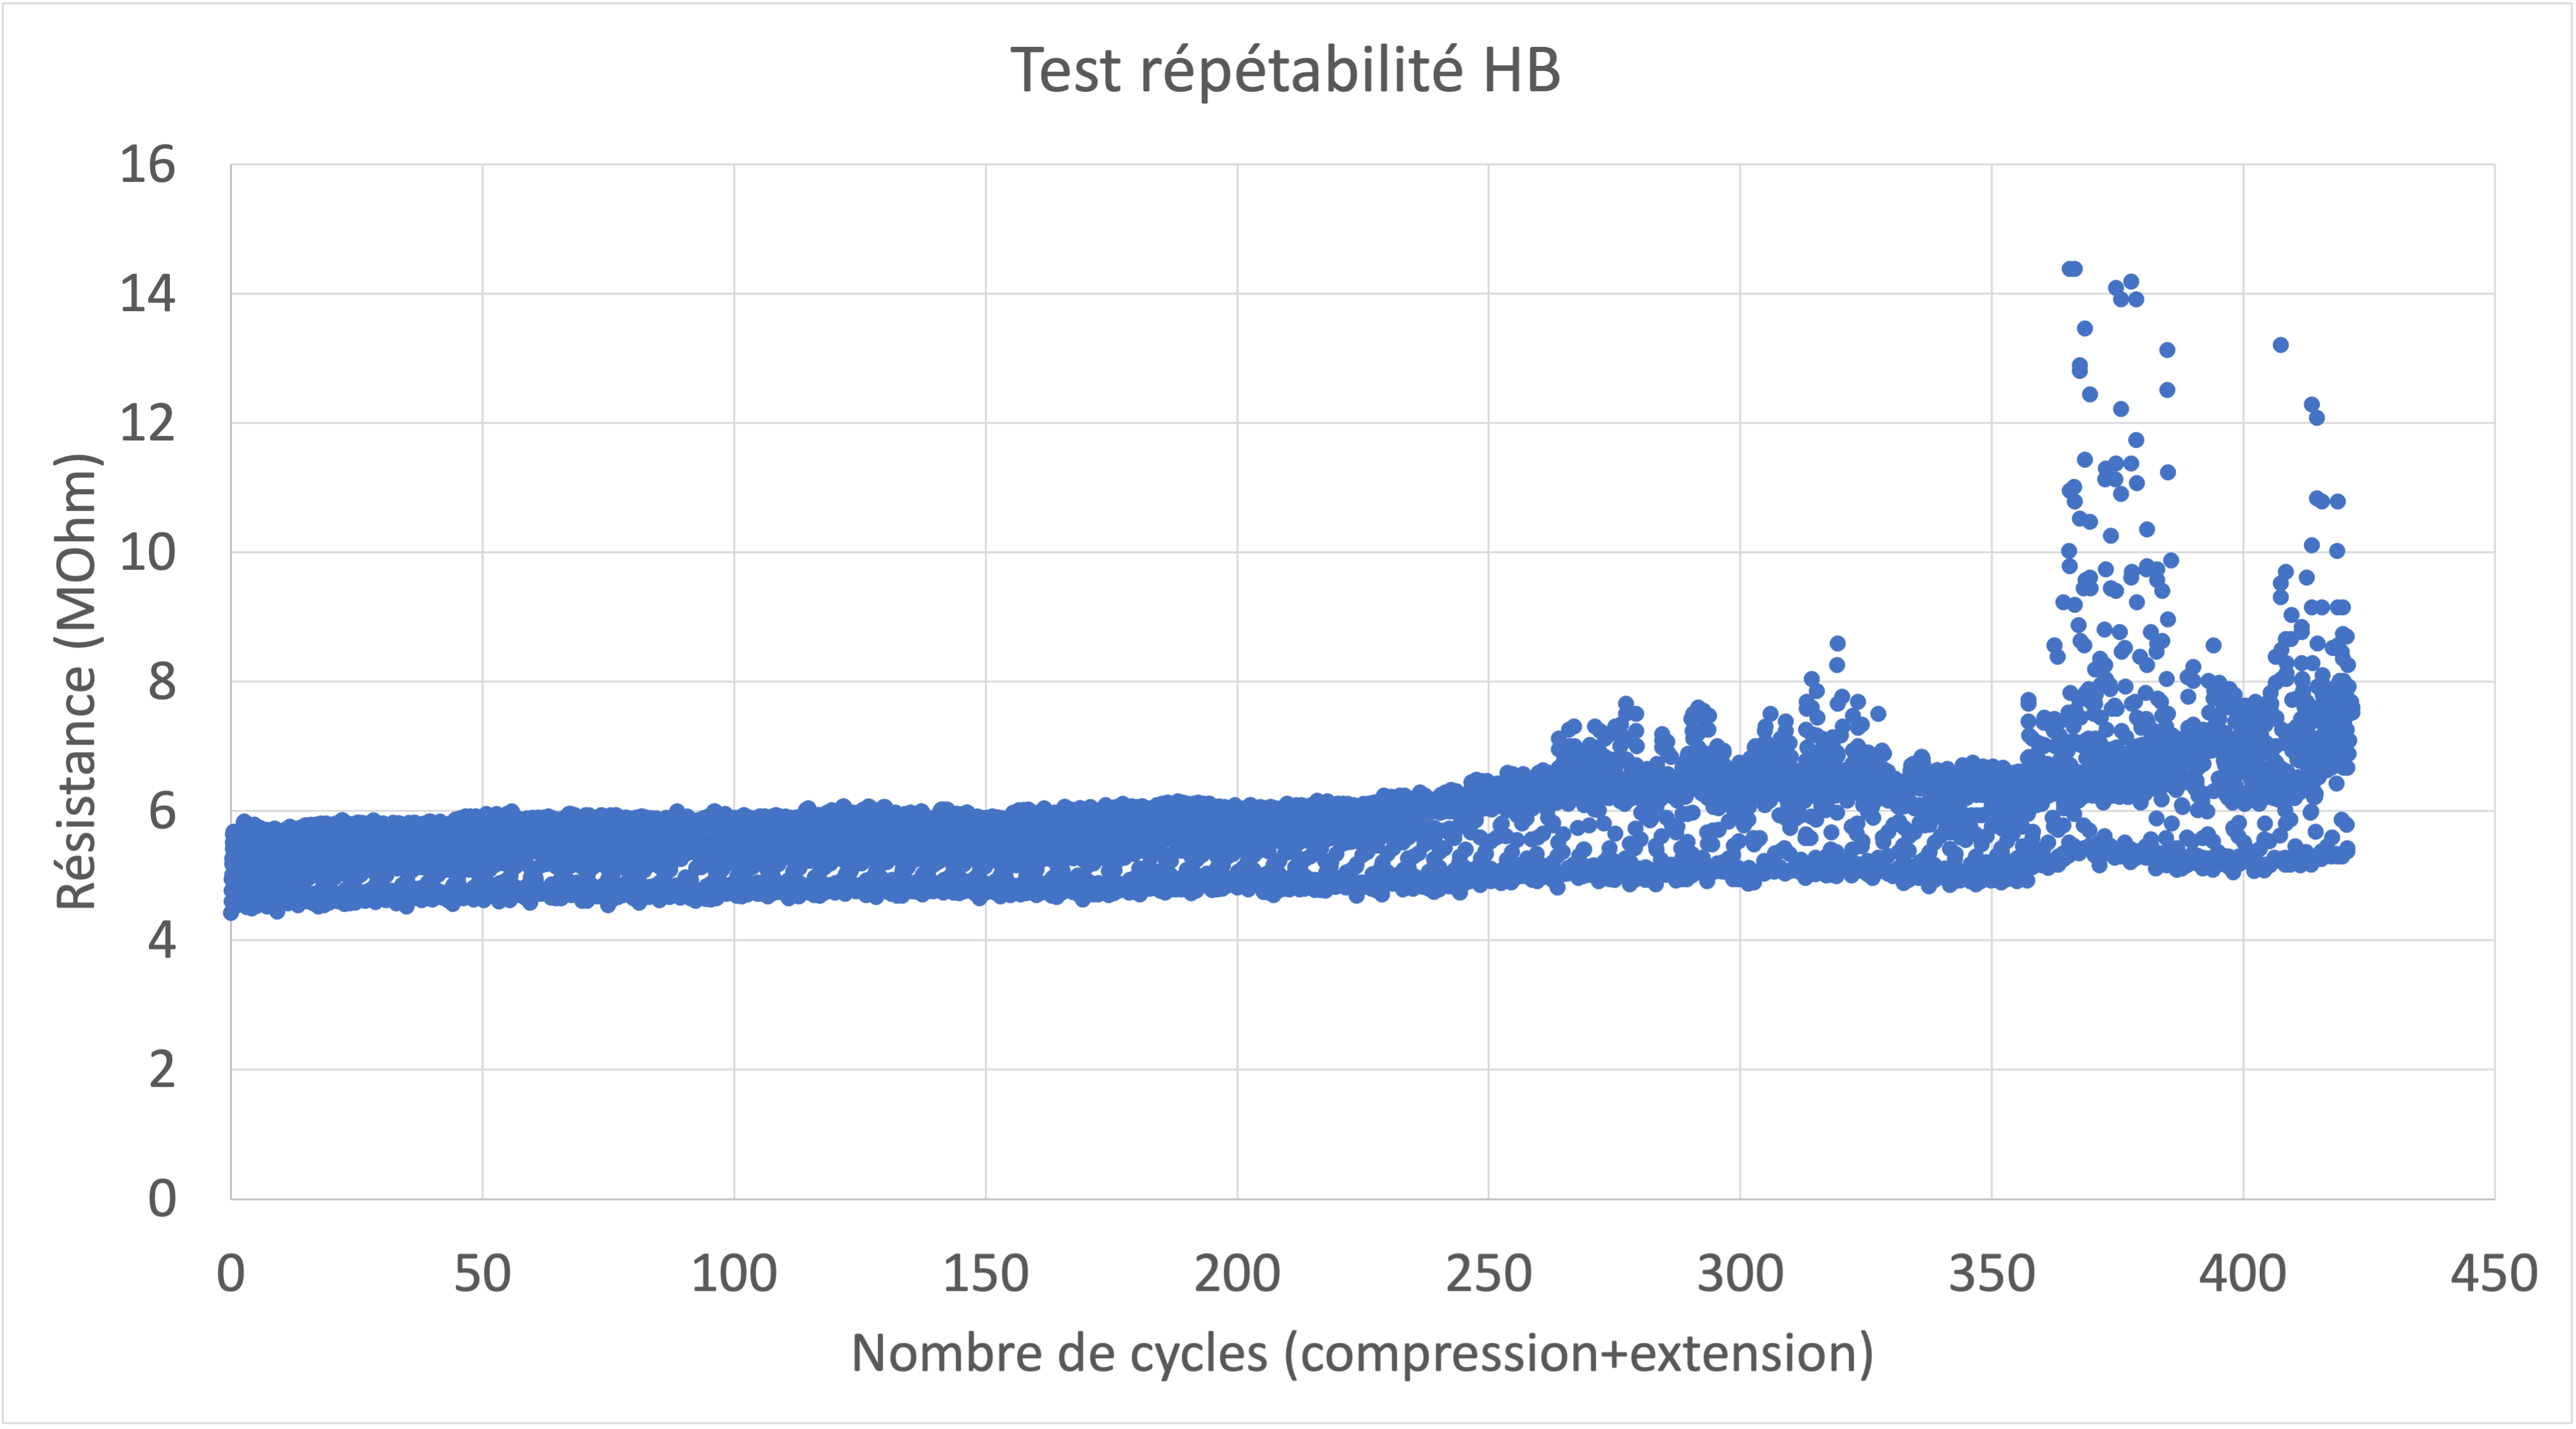 Test répétabilité HB
16
14
12
10
8
6
4
2
0
Résistance (MOhm)
0 50 100 150 200 250 300 350 400 450
Nombre de cycles (compression+extension)